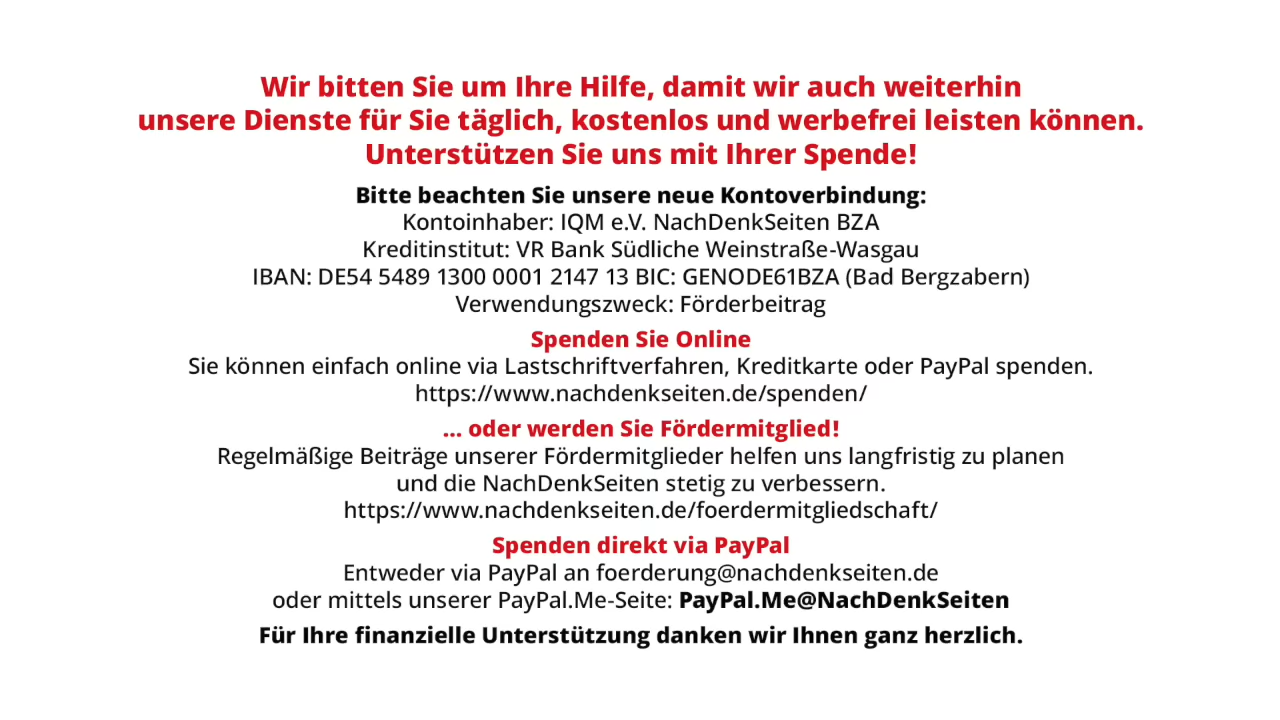 Wir bitten Sie um Ihre Hilfe, damit wir auch weiterhin
unsere Dienste für Sie täglich, kostenlos und werbefrei leisten können.
Unterstützen Sie uns mit Ihrer Spende!
Bitte beachten Sie unsere neue Kontoverbindung:
Kontoinhaber: IQM e.V. NachDenkSeiten BZA
Kreditinstitut: VR Bank Südliche Weinstraße-Wasgau
IBAN: DE54 5489 1300 0001 2147 13 BIC: GENODE61BZA (Bad Bergzabern)
Verwendungszweck: Förderbeitrag
Spenden Sie Online
Sie können einfach online via Lastschriftverfahren, Kreditkarte oder PayPal spenden.
https://www.nachdenkseiten.de/spenden/
... oder werden Sie Fördermitglied!
Regelmäßige Beiträge unserer Fördermitglieder helfen uns langfristig zu planen
und die NachDenkSeiten stetig zu verbessern.
https://www.nachdenkseiten.de/foerdermitgliedschaft/
Spenden direkt via PayPal
Entweder via PayPal an foerderung@nachdenkseiten.de
oder mittels unserer PayPal.Me-Seite: PayPal.Me@NachDenkSeiten
Für Ihre finanzielle Unterstützung danken wir Ihnen ganz herzlich.